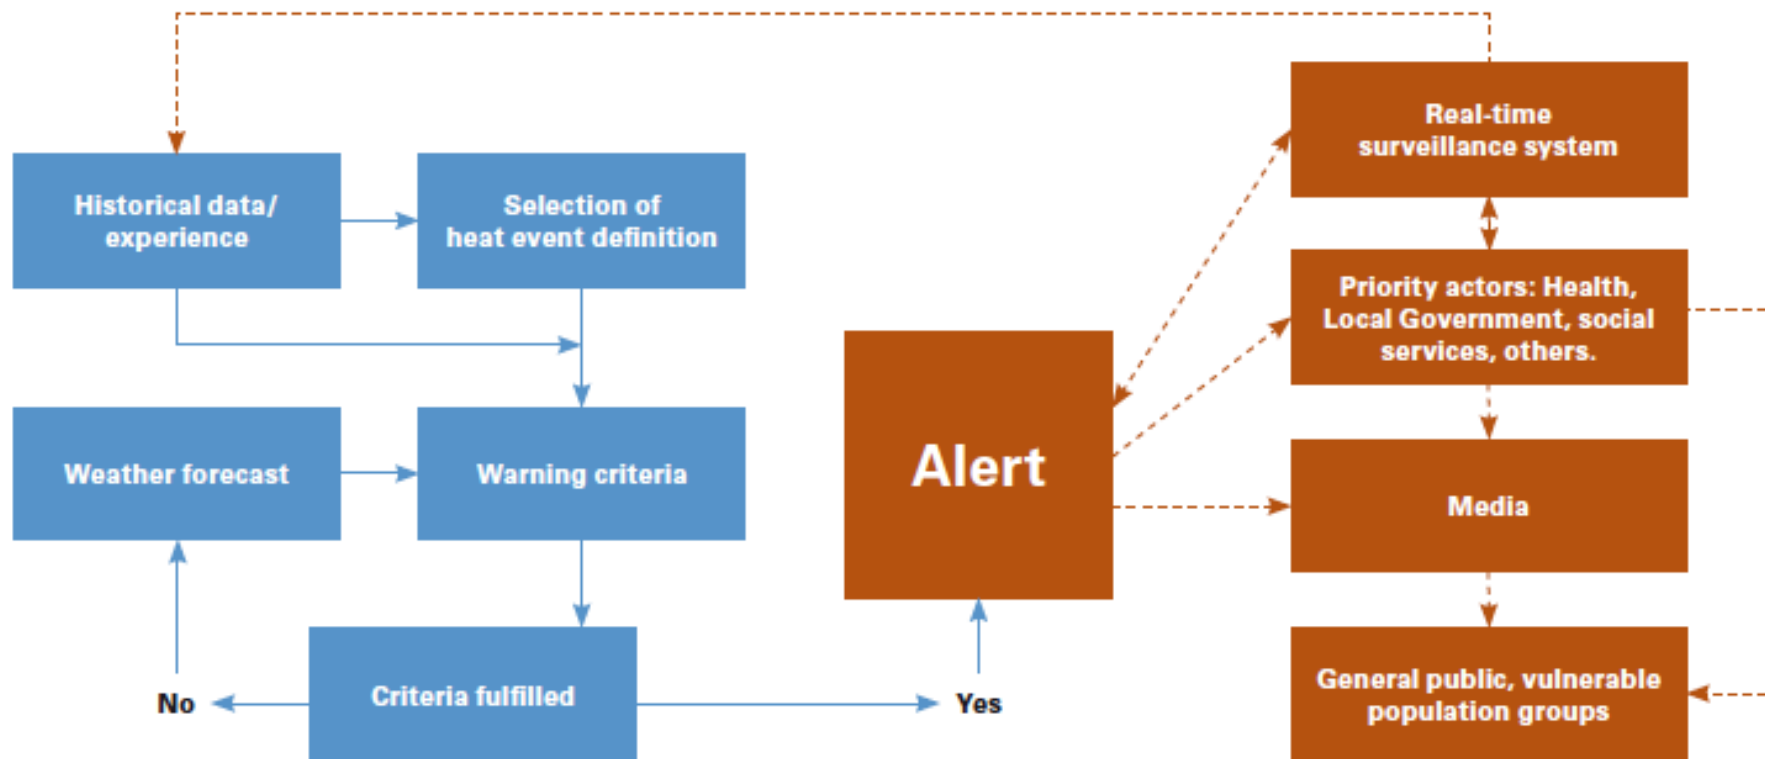 Real-time
surveillance system
Historical data/
experience
Selection of
heat event definition
Priority actors: Health,
Local Government, social
services, others.
Weather forecast
Warning criteria
Alert
Media
No
Criteria fulfilled
Yes
General public, vulnerable
population groups